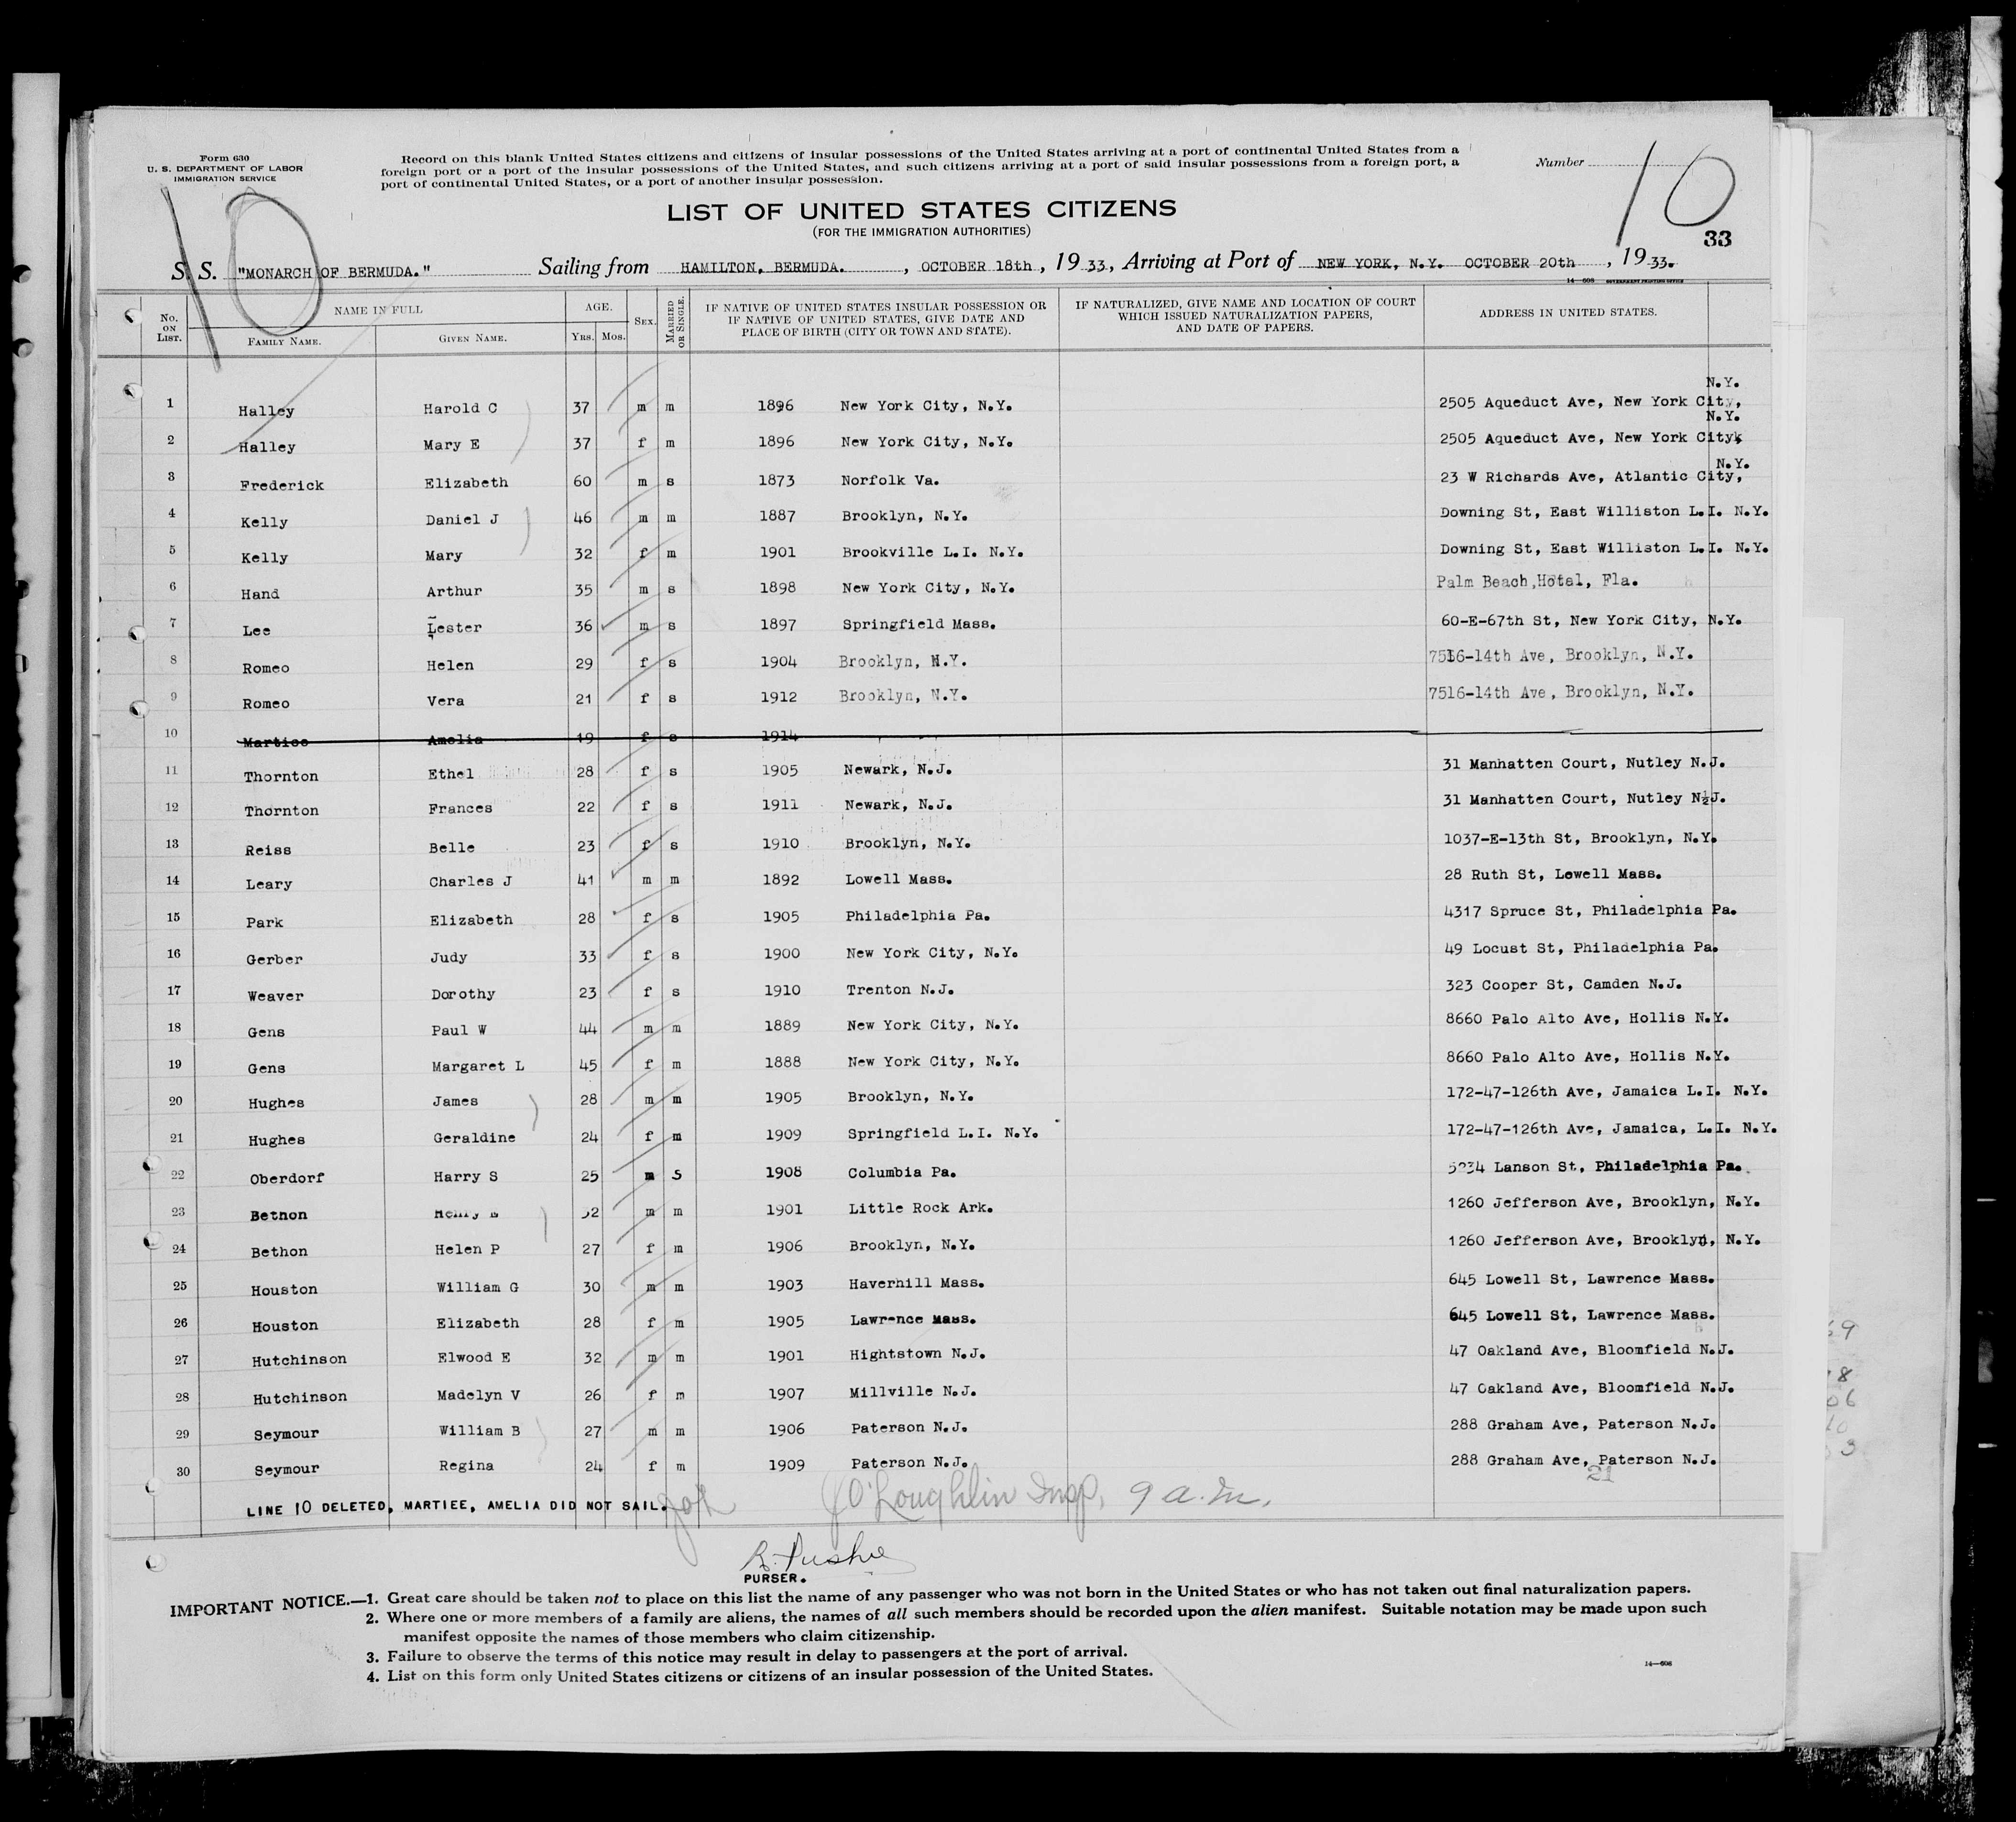 Form 630
U. S. DEPARTMENT OF LABOR
IMMIGRATION SERVICE
Record on this blank United States citizens and citizens of insular possessions of the United States arriving at a port of continental United States from a
foreign port or a port of the insular possessions of the United States, and such citizens arriving at a port of said insular possessions from a foreign port, a
port of continental United States, or a port of another insular possession.
Number
10
10
33
LIST OF UNITED STATES CITIZENS
(FOR THE IMMIGRATION AUTHORITIES)
S. S. "MONARCH OF BERMUDA." Sailing from HAMILTON, BERMUDA. , OCTOBER 18th , 19 33, Arriving at Port of NEW YORK, N.Y. OCTOBER 20th , 19 33.
14—608 GOVERNMENT PRINTING OFFICE
No. ON LIST. NAME IN FULL FAMILY NAME. GIVEN NAME. AGE. YRS. MOS. SEX. MARRIED OR SINGLE. IF NATIVE OF UNITED STATES INSULAR POSSESSION OR IF NATIVE OF UNITED STATES, GIVE DATE AND PLACE OF BIRTH (CITY OR TOWN AND STATE). IF NATURALIZED, GIVE NAME AND LOCATION OF COURT WHICH ISSUED NATURALIZATION PAPERS, AND DATE OF PAPERS. ADDRESS IN UNITED STATES.
1 Halley Harold C 37 m m 1896 New York City, N.Y. 2505 Aqueduct Ave, New York City, N.Y.
2 Halley Mary E 37 f m 1896 New York City, N.Y. 2505 Aqueduct Ave, New York City, N.Y.
3 Frederick Elizabeth 60 m s 1873 Norfolk Va. 23 W Richards Ave, Atlantic City, N.Y.
4 Kelly Daniel J 46 m m 1887 Brooklyn, N.Y. Downing St, East Williston L.I. N.Y.
5 Kelly Mary 32 f m 1901 Brookville L.I. N.Y. Downing St, East Williston L.I. N.Y.
6 Hand Arthur 35 m s 1898 New York City, N.Y. Palm Beach,Hotel, Fla.
7 Lee Lester 36 m s 1897 Springfield Mass. 60-E-67th St, New York City, N.Y.
8 Romeo Helen 29 f s 1904 Brooklyn, N.Y. 7516-14th Ave, Brooklyn, N.Y.
9 Romeo Vera 21 f s 1912 Brooklyn, N.Y. 7516-14th Ave, Brooklyn, N.Y.
10 Martiee Amelia 19 f s 1914
11 Thornton Ethel 28 f s 1905 Newark, N.J. 31 Manhatten Court, Nutley N.J.
12 Thornton Frances 22 f s 1911 Newark, N.J. 31 Manhatten Court, Nutley N½J.
13 Reiss Belle 23 f s 1910 Brooklyn, N.Y. 1037-E-13th St, Brooklyn, N.Y.
14 Leary Charles J 41 m m 1892 Lowell Mass. 28 Ruth St, Lowell Mass.
15 Park Elizabeth 28 f s 1905 Philadelphia Pa. 4317 Spruce St, Philadelphia Pa.
16 Gerber Judy 33 f s 1900 New York City, N.Y. 49 Locust St, Philadelphia Pa.
17 Weaver Dorothy 23 f s 1910 Trenton N.J. 323 Cooper St, Camden N.J.
18 Gens Paul W 44 m m 1889 New York City, N.Y. 8660 Palo Alto Ave, Hollis N.Y.
19 Gens Margaret L 45 f m 1888 New York City, N.Y. 8660 Palo Alto Ave, Hollis N.Y.
20 Hughes James 28 m m 1905 Brooklyn, N.Y. 172-47-126th Ave, Jamaica L.I. N.Y.
21 Hughes Geraldine 24 f m 1909 Springfield L.I. N.Y. 172-47-126th Ave, Jamaica, L.I. N.Y.
22 Oberdorf Harry S 25 m S 1908 Columbia Pa. Lanson St, Philadelphia Pa.
23 Bethon Henry 32 m m 1901 Little Rock Ark. 1260 Jefferson Ave, Brooklyn, N.Y.
24 Bethon Helen P 27 f m 1906 Brooklyn, N.Y. 1260 Jefferson Ave, Brooklyn, N.Y.
25 Houston William G 30 m m 1903 Haverhill Mass. 645 Lowell St, Lawrence Mass.
26 Houston Elizabeth 28 f m 1905 Lawrence Mass. 645 Lowell St, Lawrence Mass.
27 Hutchinson Elwood E 32 m m 1901 Hightstown N.J. 47 Oakland Ave, Bloomfield N.J.
28 Hutchinson Madelyn V 26 f m 1907 Millville N.J. 47 Oakland Ave, Bloomfield N.J.
29 Seymour William B 27 m m 1906 Paterson N.J. 288 Graham Ave, Paterson N.J.
30 Seymour Regina 24 f m 1909 Paterson N.J. 288 Graham Ave, Paterson N.J.
21
LINE 10 DELETED, MARTIEE, AMELIA DID NOT SAIL. O'Loughlin Insp, 9 a.m.
PURSER.
IMPORTANT NOTICE.—1. Great care should be taken not to place on this list the name of any passenger who was not born in the United States or who has not taken out final naturalization papers.
2. Where one or more members of a family are aliens, the names of all such members should be recorded upon the alien manifest. Suitable notation may be made upon such
manifest opposite the names of those members who claim citizenship.
3. Failure to observe the terms of this notice may result in delay to passengers at the port of arrival.
4. List on this form only United States citizens or citizens of an insular possession of the United States.
14—608